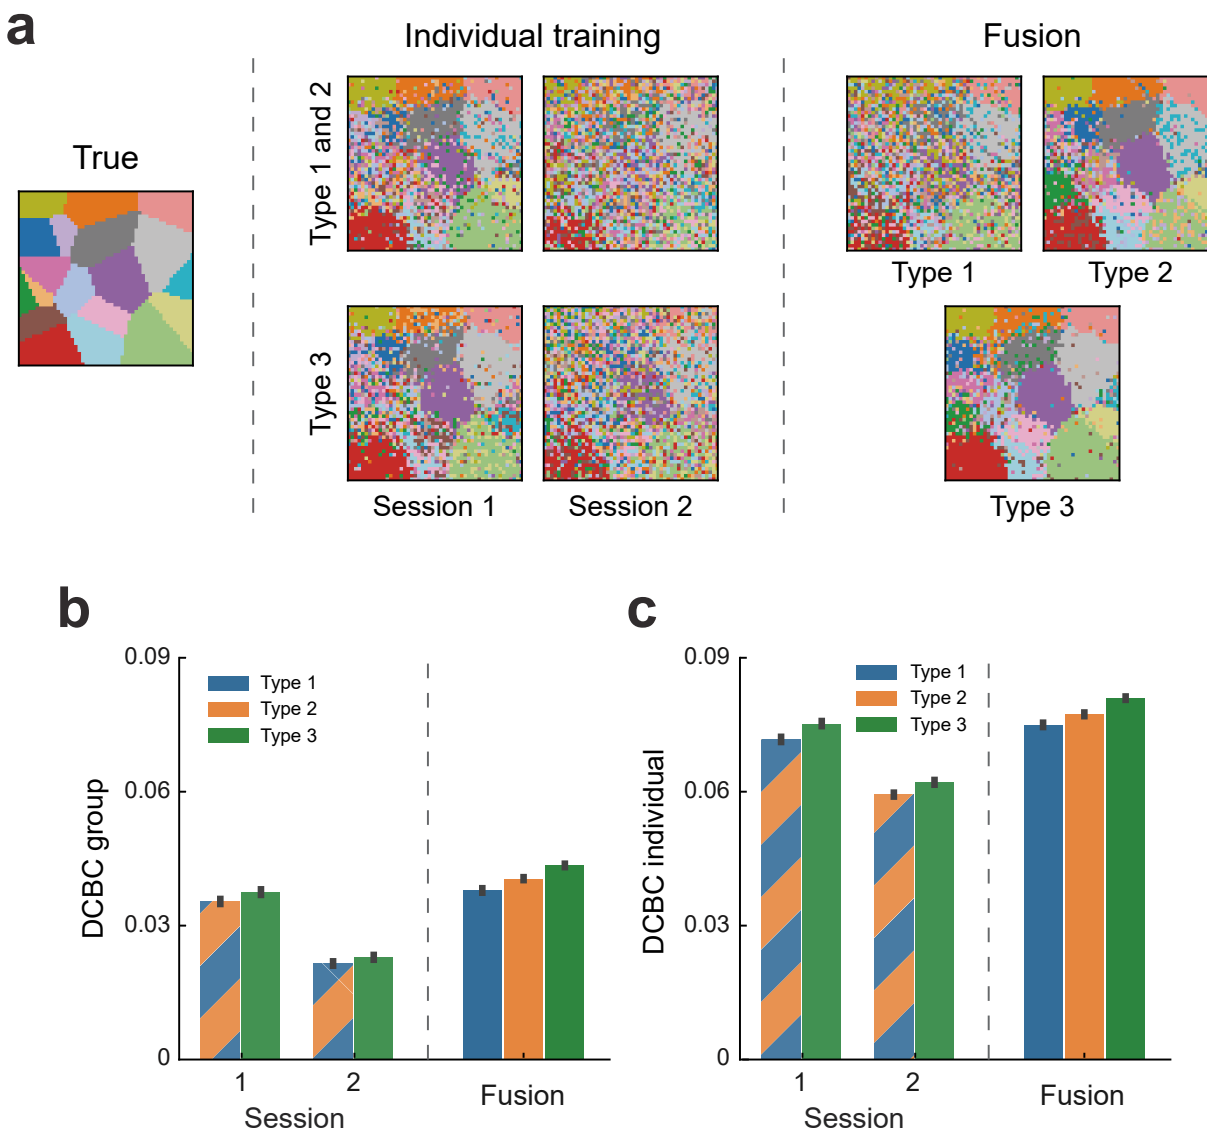 a
Individual training
Fusion
True
Type 1 and 2
Type 1
Type 2
Type 3
Session 1
Session 2
Type 3
b
c
0.09
0.06
0.03
0
DCBC group
Type 1
Type 2
Type 3
1
2
Session
Fusion
0.09
0.06
0.03
0
DCBC individual
Type 1
Type 2
Type 3
1
2
Session
Fusion